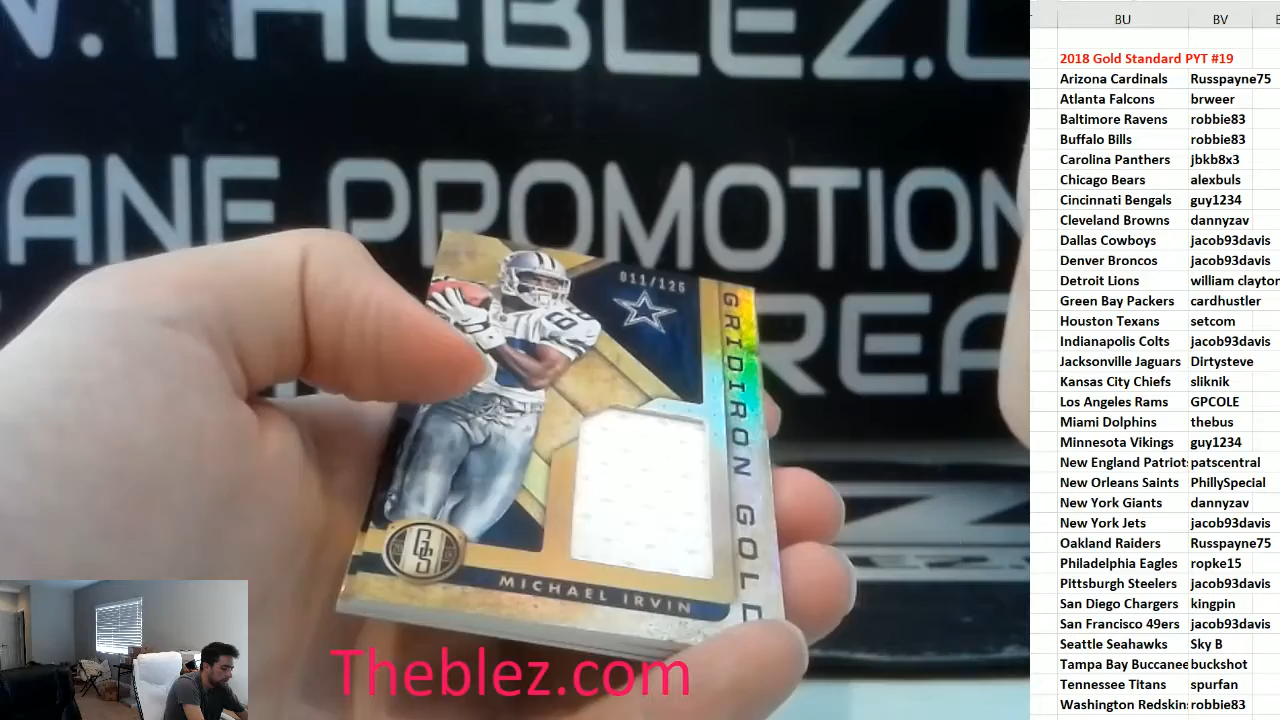 W.THEBLEZ.C
ANE PROMOTION
REA
011/125
GRIDIRON GOLD
GS
MICHAEL IRVIN
Theblez.com
BU BV
2018 Gold Standard PYT #19
Arizona Cardinals Russpayne75
Atlanta Falcons brweer
Baltimore Ravens robbie83
Buffalo Bills robbie83
Carolina Panthers jbkb8x3
Chicago Bears alexbuls
Cincinnati Bengals guy1234
Cleveland Browns dannyzav
Dallas Cowboys jacob93davis
Denver Broncos jacob93davis
Detroit Lions william clayton
Green Bay Packers cardhustler
Houston Texans setcom
Indianapolis Colts jacob93davis
Jacksonville Jaguars Dirtysteve
Kansas City Chiefs sliknik
Los Angeles Rams GPCOLE
Miami Dolphins thebus
Minnesota Vikings guy1234
New England Patriot patscentral
New Orleans Saints PhillySpecial
New York Giants dannyzav
New York Jets jacob93davis
Oakland Raiders Russpayne75
Philadelphia Eagles ropke15
PIttsburgh Steelers jacob93davis
San Diego Chargers kingpin
San Francisco 49ers jacob93davis
Seattle Seahawks Sky B
Tampa Bay Buccanee buckshot
Tennessee Titans spurfan
Washington Redskin robbie83